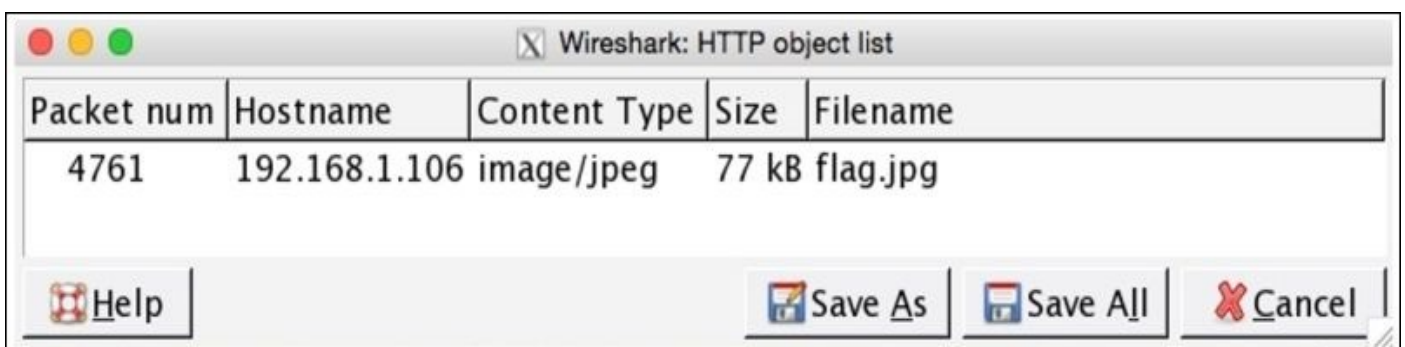 Wireshark: HTTP object list
Packet num Hostname Content Type Size Filename
4761 192.168.1.106 image/jpeg 77 kB flag.jpg
Help Save As Save All Cancel